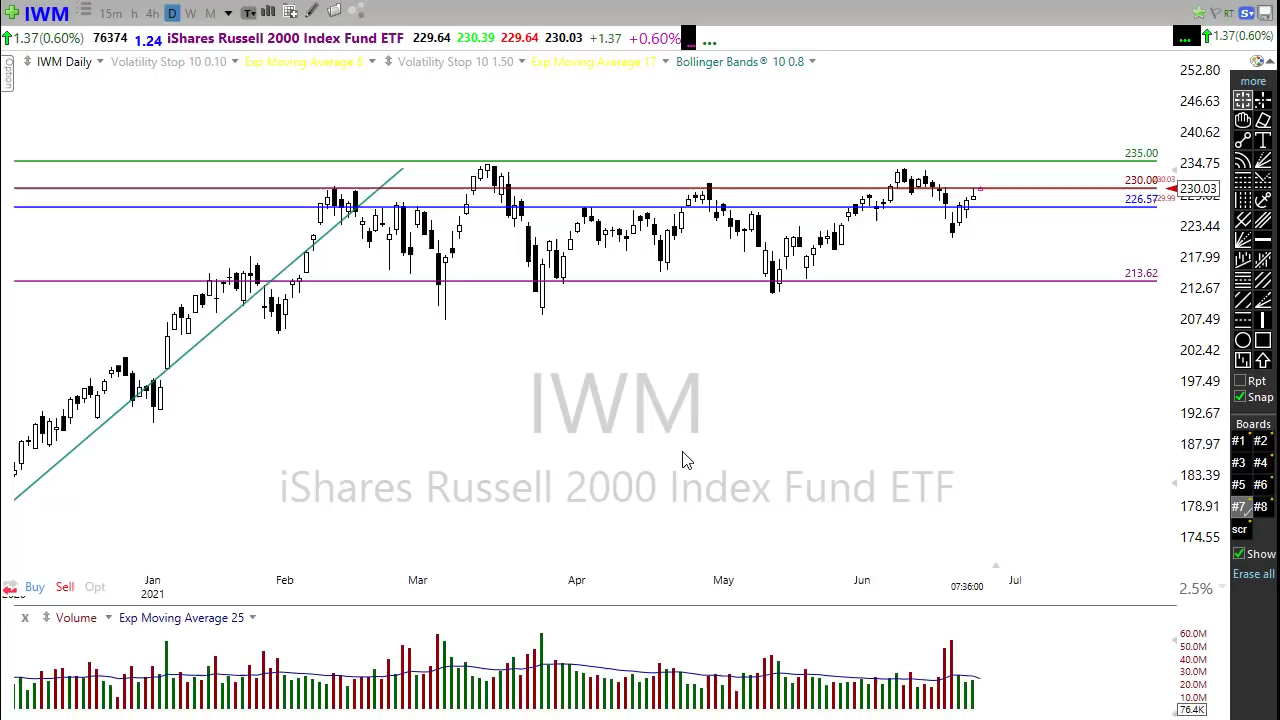 IWM 15m h 4h D W M T RT S
1.37(0.60%) 76374 1.24 iShares Russell 2000 Index Fund ETF 229.64 230.39 229.64 230.03 +1.37 +0.60% ... ... ... 1.37(0.60%)
Option
IWM Daily Volatility Stop 10 0.10 Exp Moving Average 8 Volatility Stop 10 1.50 Exp Moving Average 17 Bollinger Bands® 10 0.8
252.80
more
246.63
240.62
235.00
234.75
230.00
230.03
230.03
226.57
229.99
223.44
217.99
213.62
212.67
207.49
202.42
197.49
192.67
187.97
183.39
178.91
174.55
IWM
iShares Russell 2000 Index Fund ETF
T
Rpt
Snap
Boards
#1 #2
#3 #4
#5 #6
#7 #8
scr
Show
Erase all
Buy Sell Opt
Jan Feb Mar Apr May Jun Jul
2021 07:36:00
2.5%
x Volume Exp Moving Average 25
60.0M
50.0M
40.0M
30.0M
20.0M
10.0M
76.4K